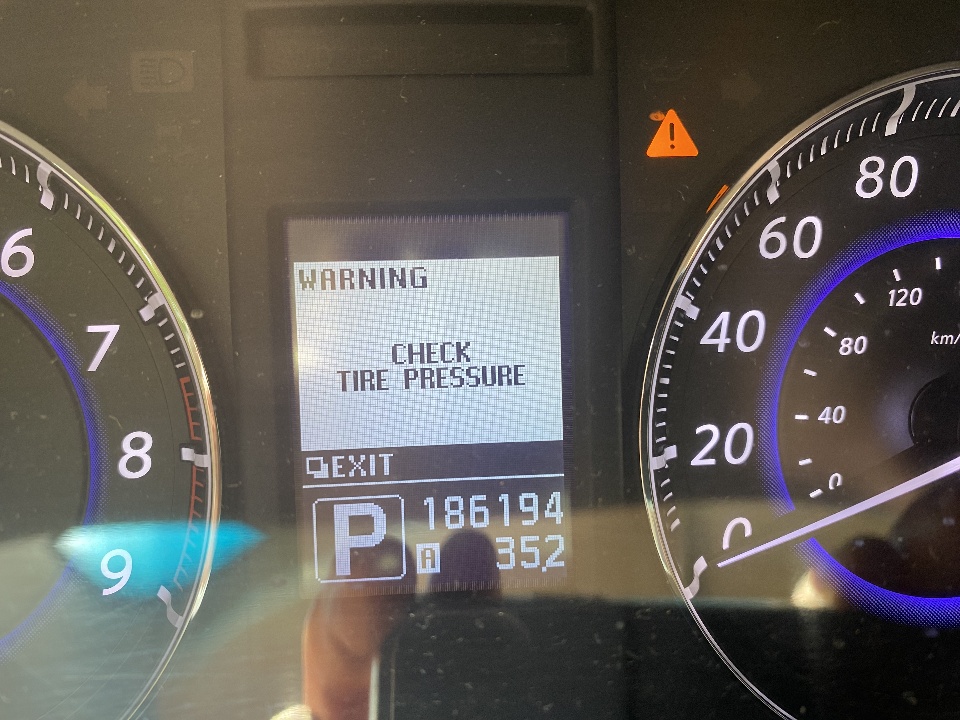 WARNING
CHECK
TIRE PRESSURE
EXIT
P
186194
A
35.2
6
7
8
9
80
60
40
20
0
120
80
40
0
km/